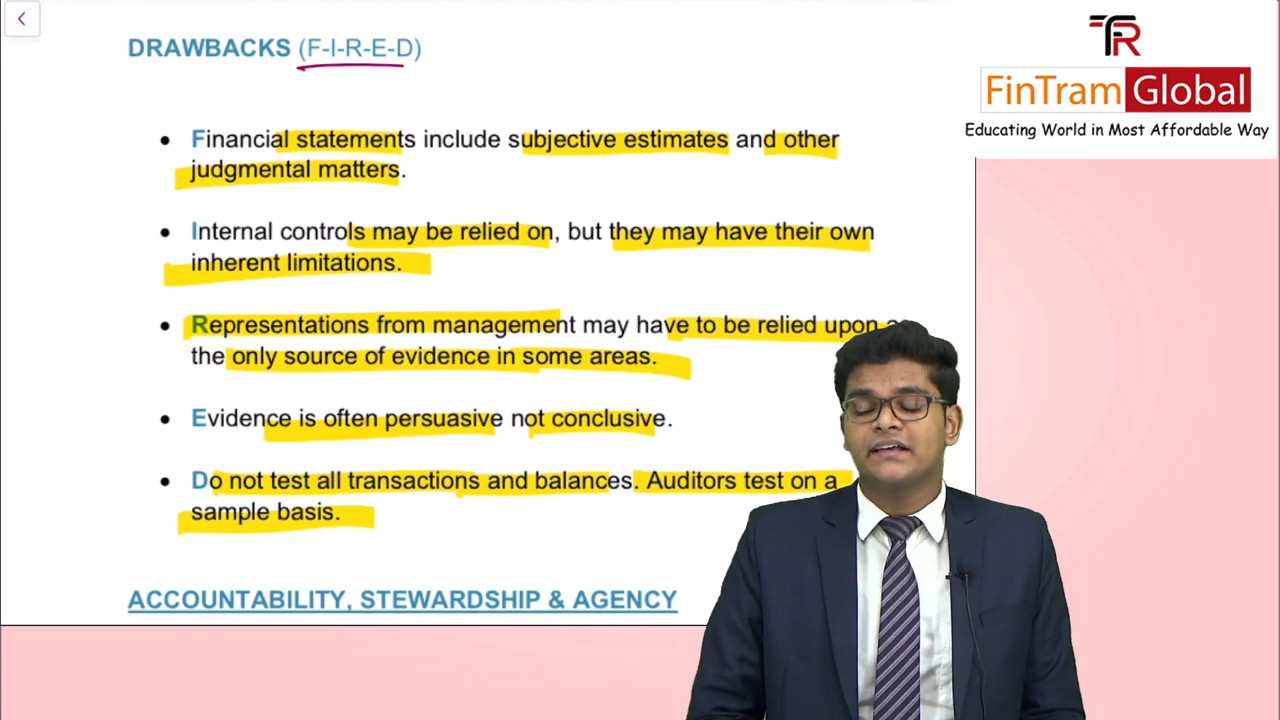 DRAWBACKS (F-I-R-E-D)
TFR
FinTram Global
Educating World in Most Affordable Way
• Financial statements include subjective estimates and other
judgmental matters.
• Internal controls may be relied on, but they may have their own
inherent limitations.
• Representations from management may have to be relied upon
the only source of evidence in some areas.
• Evidence is often persuasive not conclusive.
• Do not test all transactions and balances. Auditors test on a
sample basis.
ACCOUNTABILITY, STEWARDSHIP & AGENCY